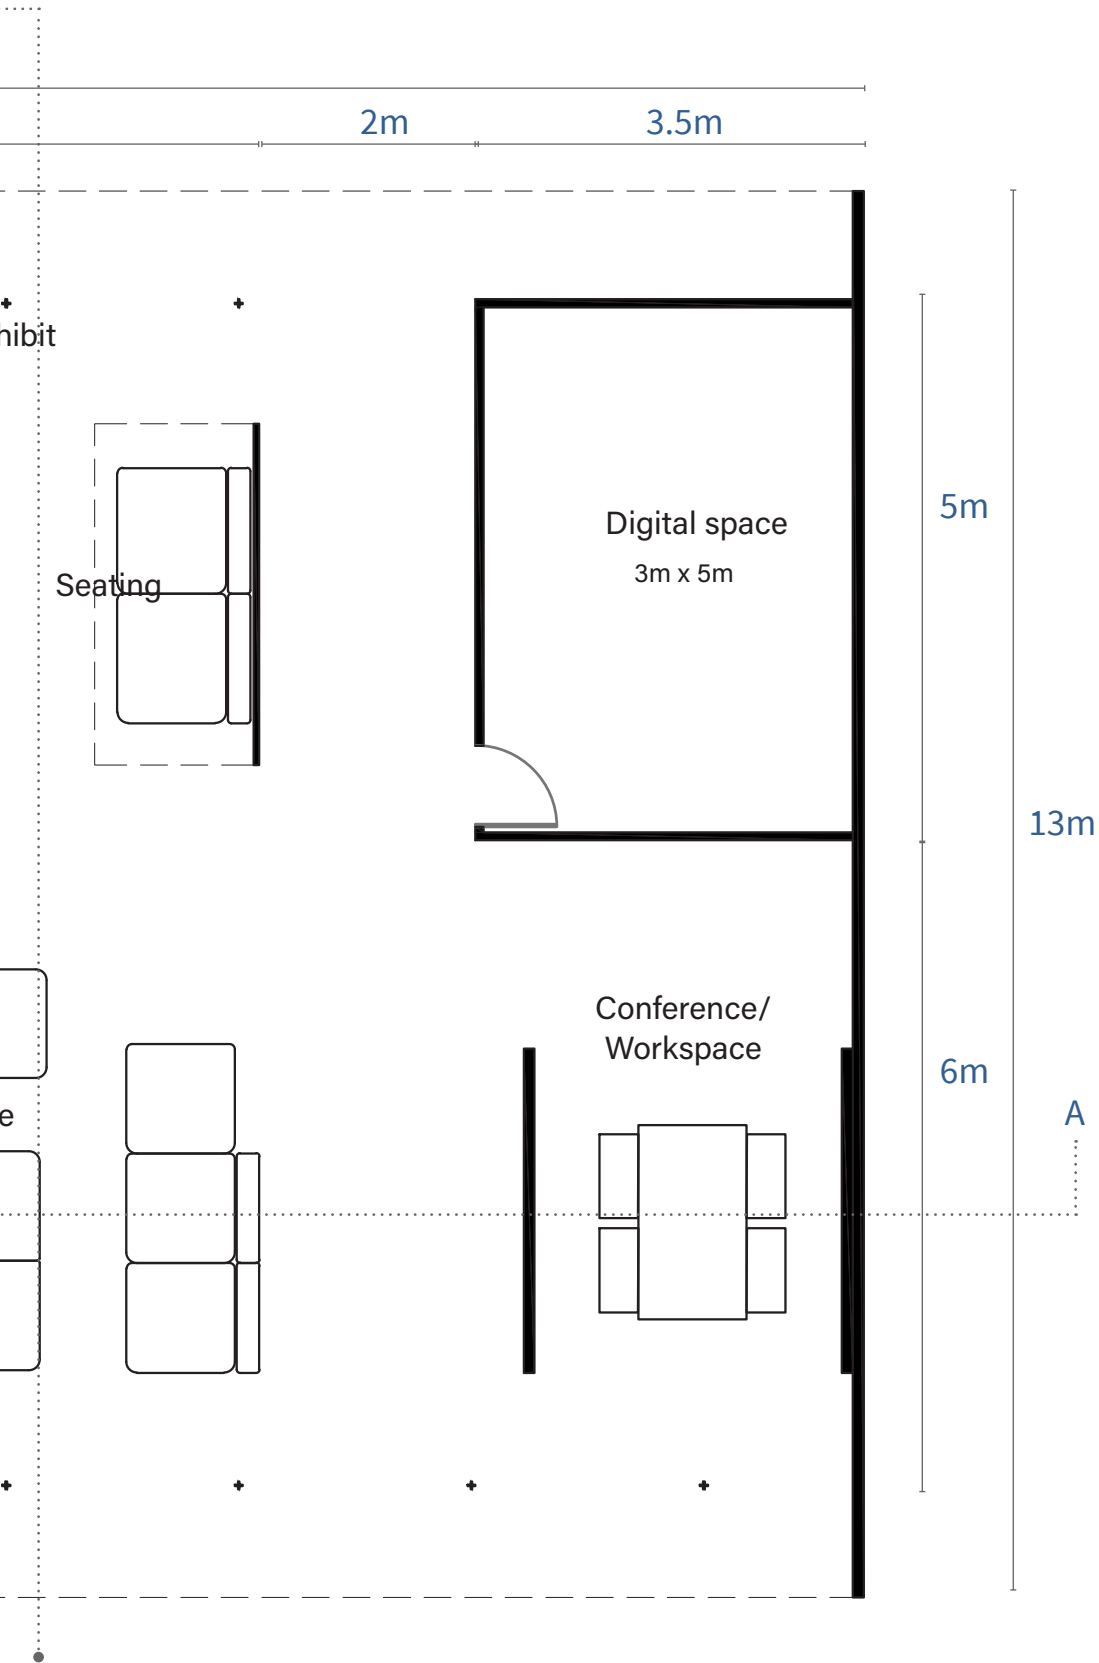 2m
3.5m
hibit
Digital space
3m x 5m
5m
Seating
13m
Conference/
Workspace
6m
A
e